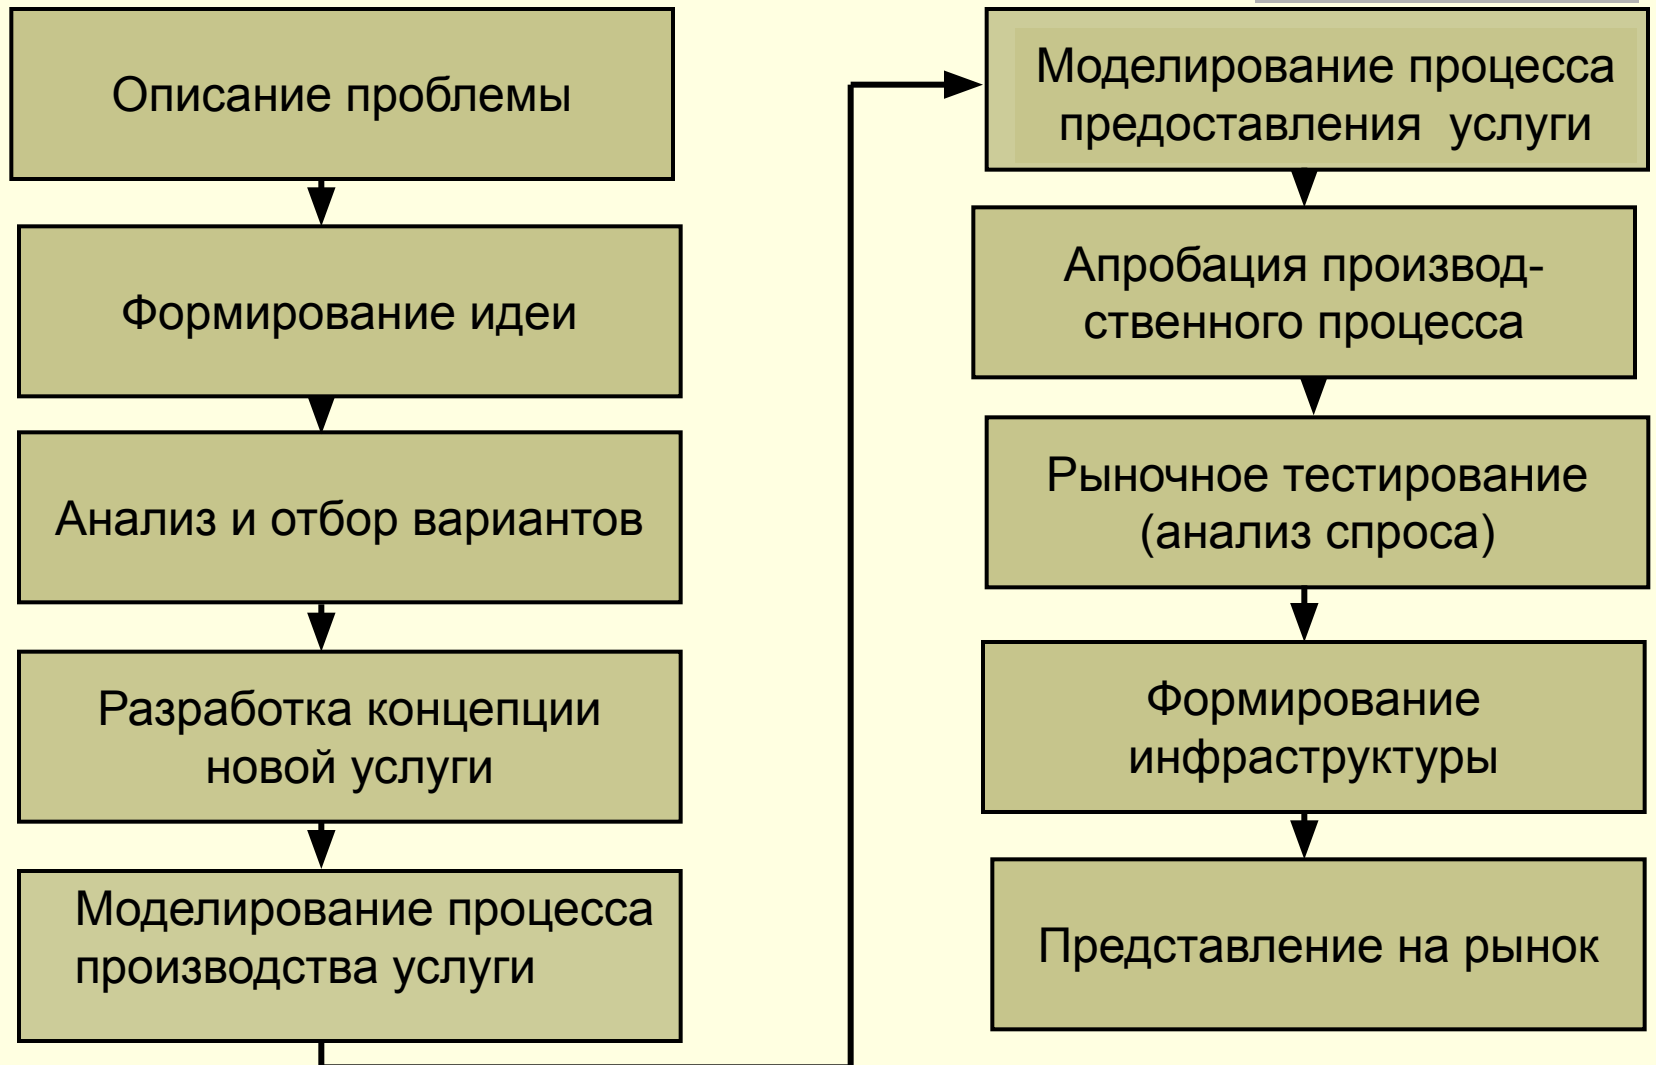 Описание проблемы
Формирование идеи
Анализ и отбор вариантов
Разработка концепции
новой услуги
Моделирование процесса
производства услуги
Моделирование процесса
предоставления услуги
Апробация производ-
ственного процесса
Рыночное тестирование
(анализ спроса)
Формирование
инфраструктуры
Представление на рынок